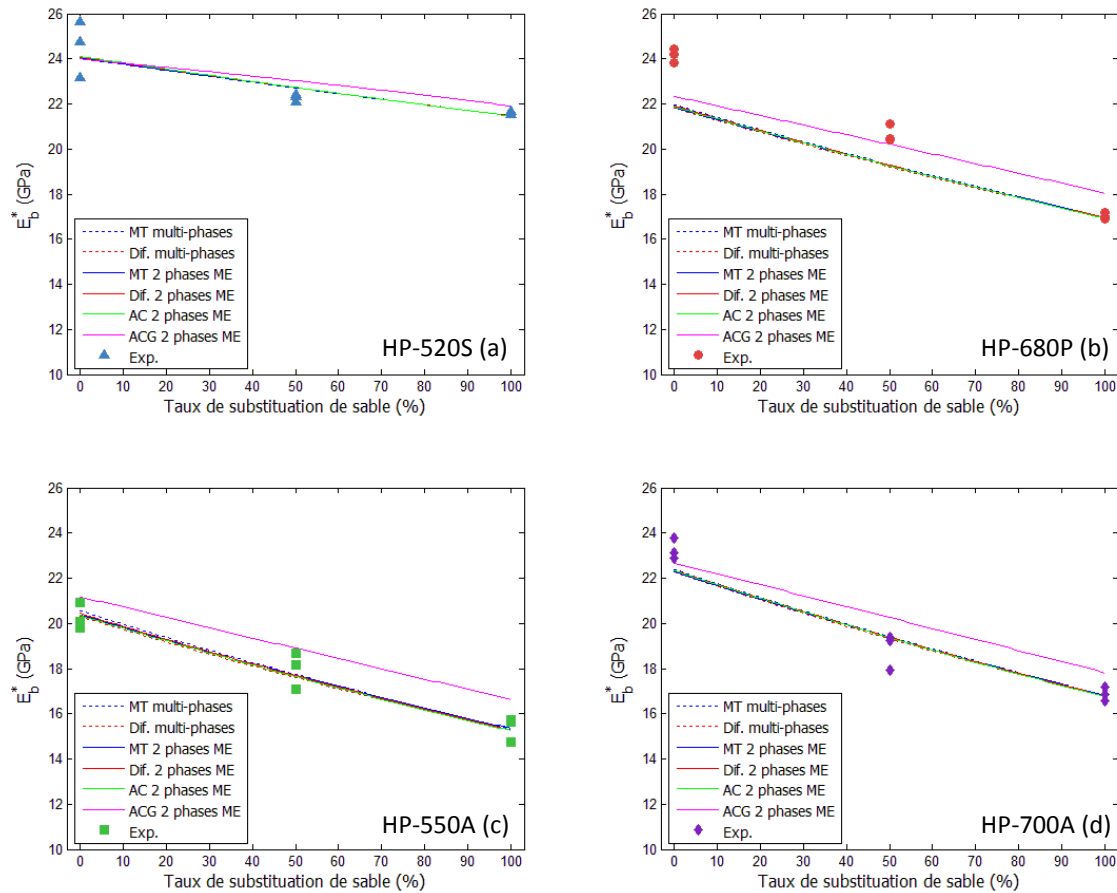 26
24
22
20
18
16
14
12
10
E*b (GPa)
MT multi-phases
Dif. multi-phases
MT 2 phases ME
Dif. 2 phases ME
AC 2 phases ME
ACG 2 phases ME
Exp.
HP-520S (a)
0 10 20 30 40 50 60 70 80 90 100
Taux de substituation de sable (%)
26
24
22
20
18
16
14
12
10
E*b (GPa)
MT multi-phases
Dif. multi-phases
MT 2 phases ME
Dif. 2 phases ME
AC 2 phases ME
ACG 2 phases ME
Exp.
HP-680P (b)
0 10 20 30 40 50 60 70 80 90 100
Taux de substituation de sable (%)
26
24
22
20
18
16
14
12
10
E*b (GPa)
MT multi-phases
Dif. multi-phases
MT 2 phases ME
Dif. 2 phases ME
AC 2 phases ME
ACG 2 phases ME
Exp.
HP-550A (c)
0 10 20 30 40 50 60 70 80 90 100
Taux de substituation de sable (%)
26
24
22
20
18
16
14
12
10
E*b (GPa)
MT multi-phases
Dif. multi-phases
MT 2 phases ME
Dif. 2 phases ME
AC 2 phases ME
ACG 2 phases ME
Exp.
HP-700A (d)
0 10 20 30 40 50 60 70 80 90 100
Taux de substituation de sable (%)